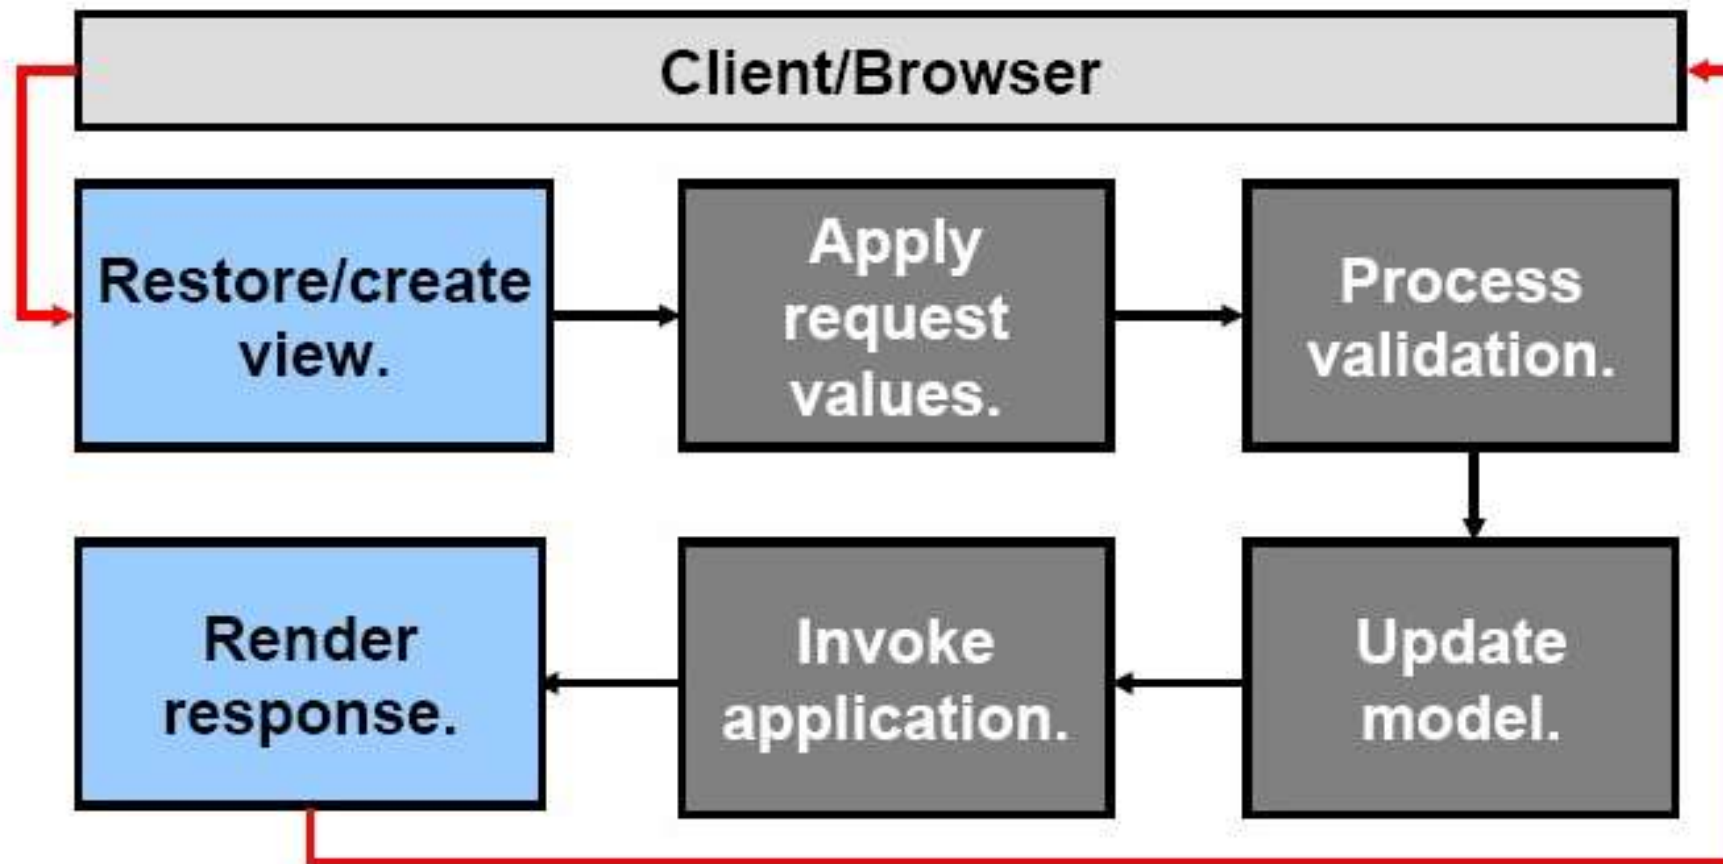 Client/Browser
Restore/create
view.
Apply
request
values.
Process
validation.
Render
response.
Invoke
application.
Update
model.